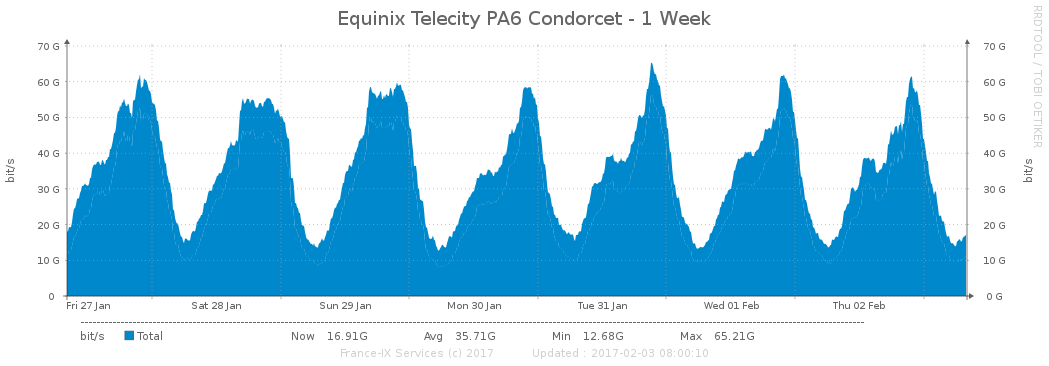 Equinix Telecity PA6 Condorcet - 1 Week
RRDTOOL / TOBI OETIKER
70 G 70 G
60 G 60 G
50 G 50 G
40 G 40 G
30 G 30 G
20 G 20 G
10 G 10 G
0 0 G
bit/s
bit/s
Fri 27 Jan Sat 28 Jan Sun 29 Jan Mon 30 Jan Tue 31 Jan Wed 01 Feb Thu 02 Feb
bit/s Total Now 16.91G Avg 35.71G Min 12.68G Max 65.21G
France-IX Services (c) 2017 Updated : 2017-02-03 08:00:10